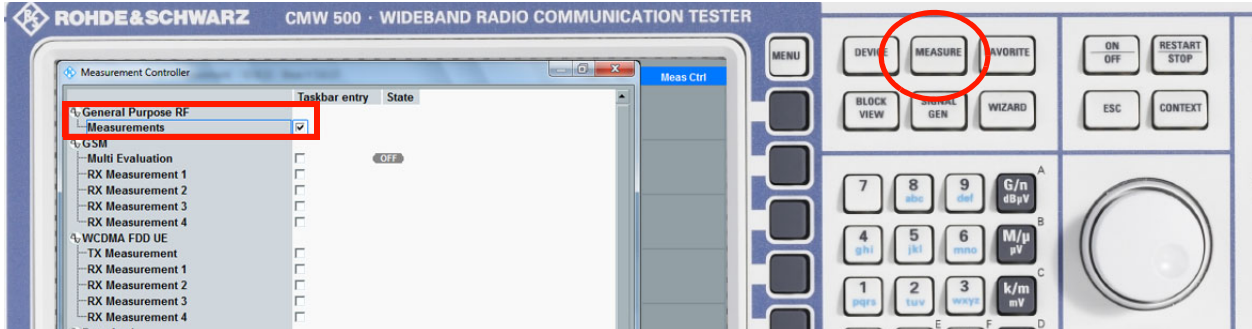 ROHDE&SCHWARZ CMW 500 · WIDEBAND RADIO COMMUNICATION TESTER
Measurement Controller
Taskbar entry State
General Purpose RF
Measurements
GSM
Multi Evaluation OFF
RX Measurement 1
RX Measurement 2
RX Measurement 3
RX Measurement 4
WCDMA FDD UE
TX Measurement
RX Measurement 1
RX Measurement 2
RX Measurement 3
RX Measurement 4
Meas Ctrl
MENU
DEVICE MEASURE FAVORITE
BLOCK VIEW SIGNAL GEN WIZARD
ON OFF RESTART STOP
ESC CONTEXT
7 8 abc 9 def G/n dBµV A
4 ghi 5 jkl 6 mno M/µ µV B
1 pqrs 2 tuv 3 wxyz k/m mV C
E F D